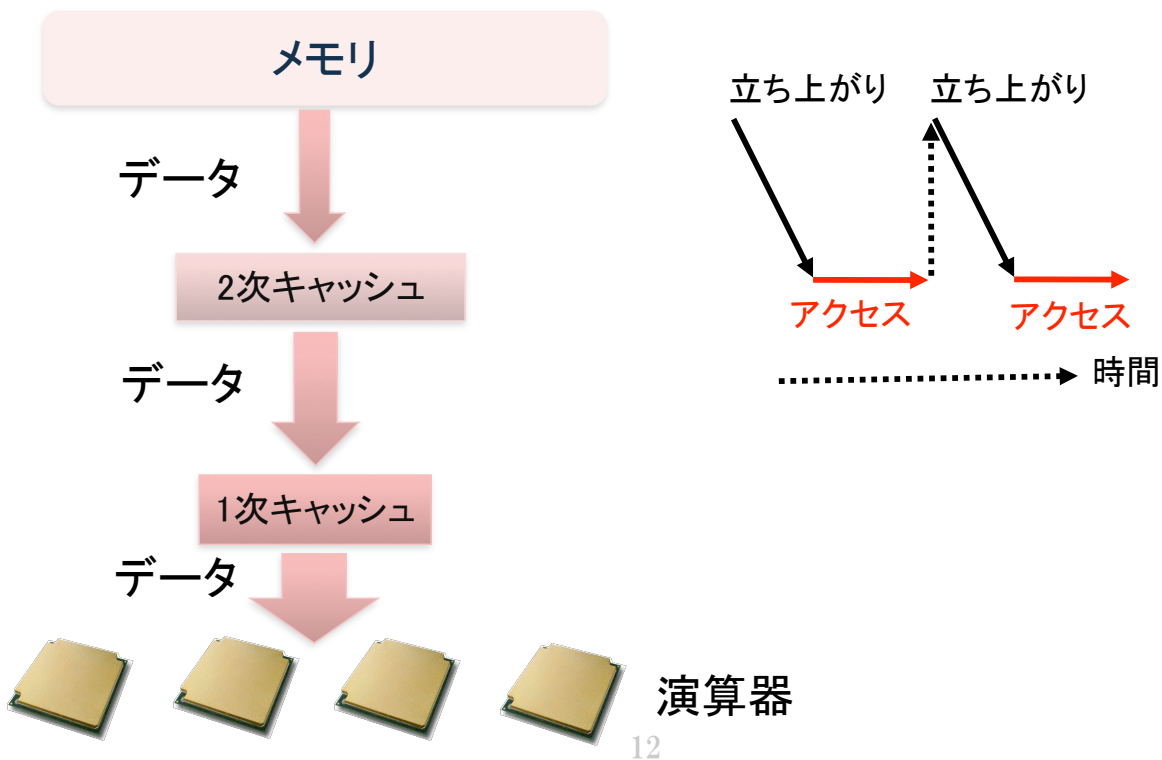 メモリ
データ
2次キャッシュ
データ
1次キャッシュ
データ
演算器
立ち上がり 立ち上がり
アクセス アクセス
時間
12